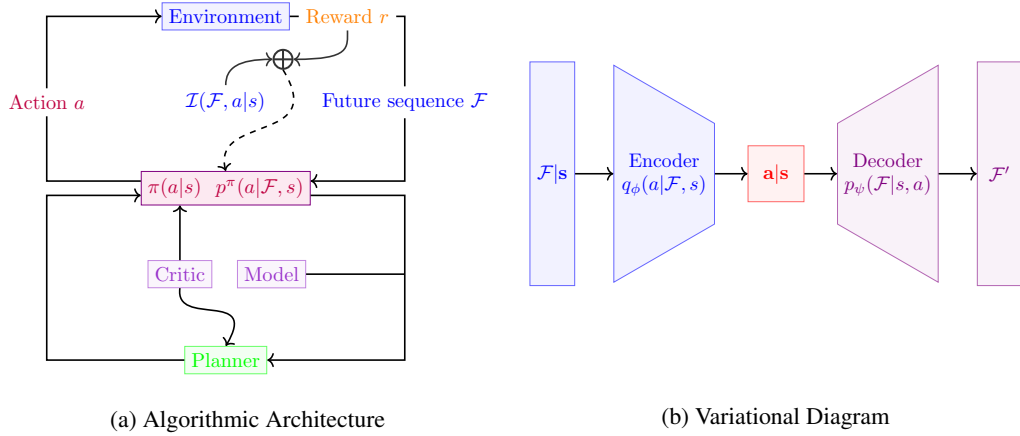 Environment
Reward r
Action a
ℐ(ℱ, a|s)
Future sequence ℱ
π(a|s) p^π(a|ℱ, s)
Critic
Model
Planner
(a) Algorithmic Architecture
ℱ|s
Encoder
q_ϕ(a|ℱ, s)
a|s
Decoder
p_ψ(ℱ|s, a)
ℱ′
(b) Variational Diagram